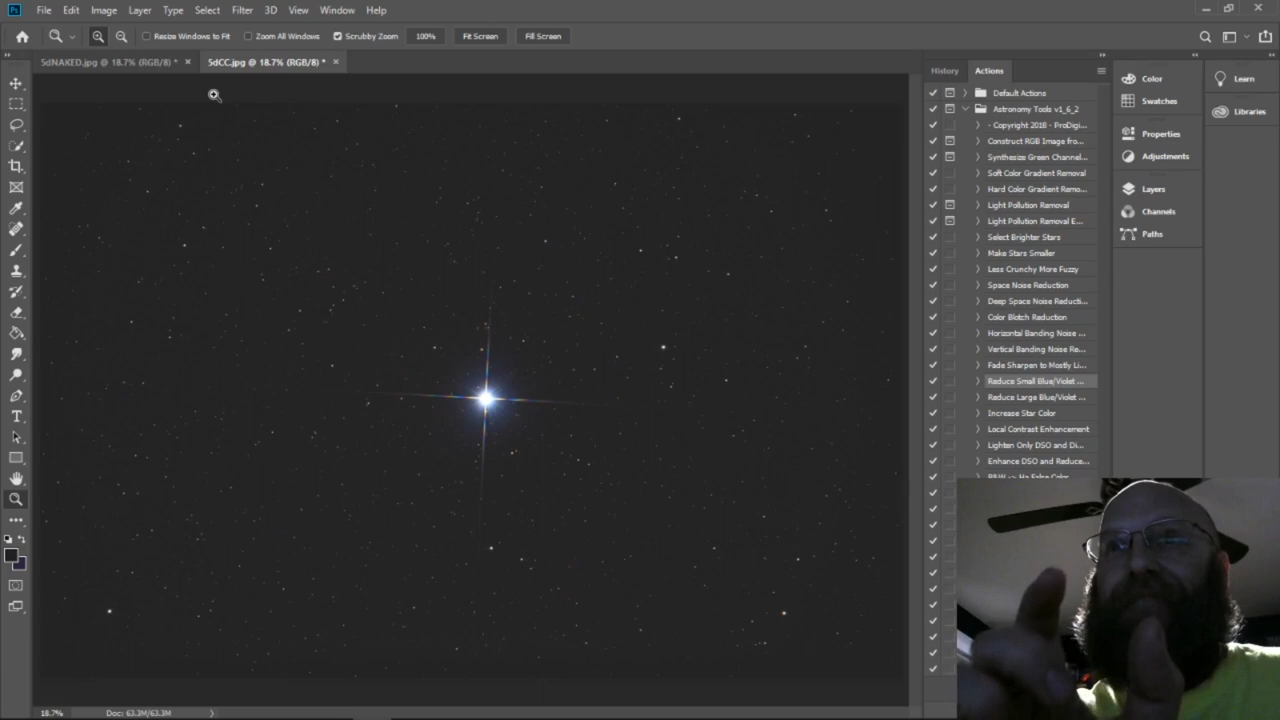 Ps File Edit Image Layer Type Select Filter 3D View Window Help
Resize Windows to Fit Zoom All Windows Scrubby Zoom 100% Fit Screen Fill Screen
5dNAKED.jpg @ 18.7% (RGB/8) * × 5dCC.jpg @ 18.7% (RGB/8) * ×
History Actions
Default Actions
Astronomy Tools v1_6_2
- Copyright 2018 - ProDigi...
Construct RGB Image fro...
Synthesize Green Channel...
Soft Color Gradient Removal
Hard Color Gradient Remo...
Light Pollution Removal
Light Pollution Removal E...
Select Brighter Stars
Make Stars Smaller
Less Crunchy More Fuzzy
Space Noise Reduction
Deep Space Noise Reducti...
Color Blotch Reduction
Horizontal Banding Noise ...
Vertical Banding Noise Re...
Fade Sharpen to Mostly Li...
Reduce Small Blue/Violet ...
Reduce Large Blue/Violet ...
Increase Star Color
Local Contrast Enhancement
Lighten Only DSO and Di...
Enhance DSO and Reduce...
B&W -> Ha False Color
Color
Swatches
Properties
Adjustments
Layers
Channels
Paths
Learn
Libraries
18.7% Doc: 63.3M/63.3M